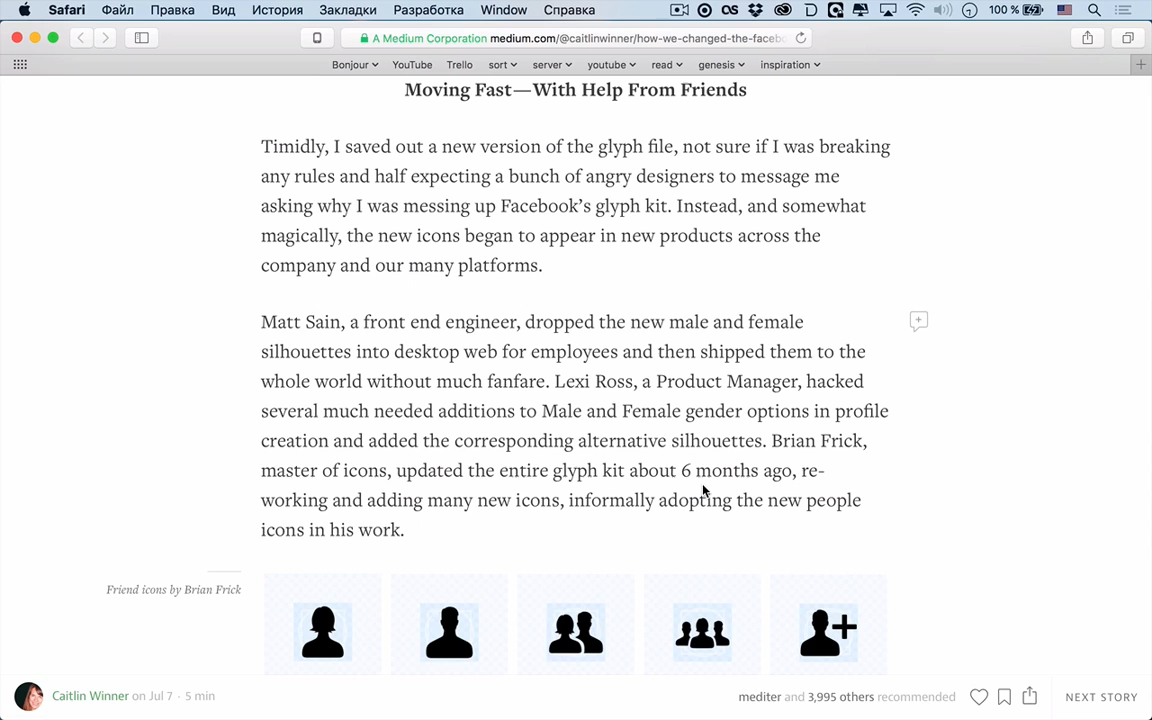 Safari Файл Правка Вид История Закладки Разработка Window Справка 100 %
A Medium Corporation medium.com/@caitlinwinner/how-we-changed-the-faceb
Bonjour YouTube Trello sort server youtube read genesis inspiration
Moving Fast—With Help From Friends
Timidly, I saved out a new version of the glyph file, not sure if I was breaking
any rules and half expecting a bunch of angry designers to message me
asking why I was messing up Facebook’s glyph kit. Instead, and somewhat
magically, the new icons began to appear in new products across the
company and our many platforms.
Matt Sain, a front end engineer, dropped the new male and female
silhouettes into desktop web for employees and then shipped them to the
whole world without much fanfare. Lexi Ross, a Product Manager, hacked
several much needed additions to Male and Female gender options in profile
creation and added the corresponding alternative silhouettes. Brian Frick,
master of icons, updated the entire glyph kit about 6 months ago, re-
working and adding many new icons, informally adopting the new people
icons in his work.
Friend icons by Brian Frick
Caitlin Winner on Jul 7 · 5 min
mediter and 3,995 others recommended
NEXT STORY